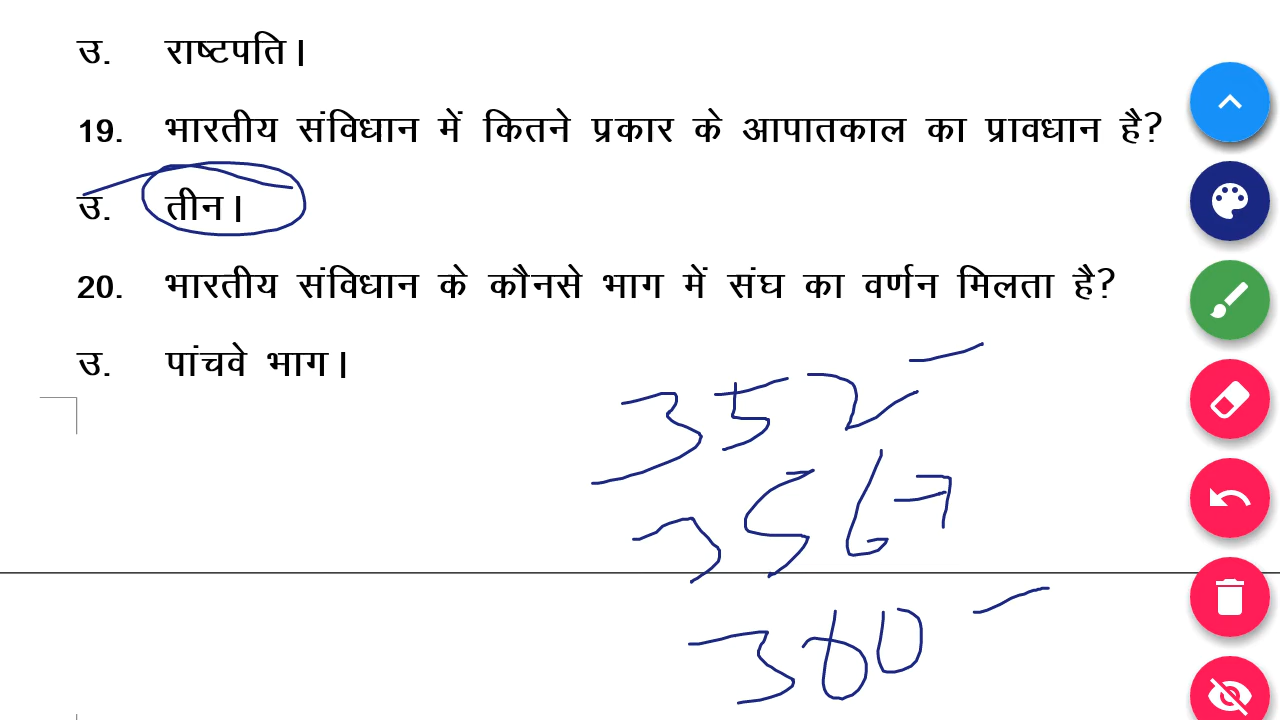 उ. राष्टपति।
19. भारतीय संविधान में कितने प्रकार के आपातकाल का प्रावधान है?
उ. तीन।
20. भारतीय संविधान के कौनसे भाग में संघ का वर्णन मिलता है?
उ. पांचवे भाग।
352 -
356 -
360 -